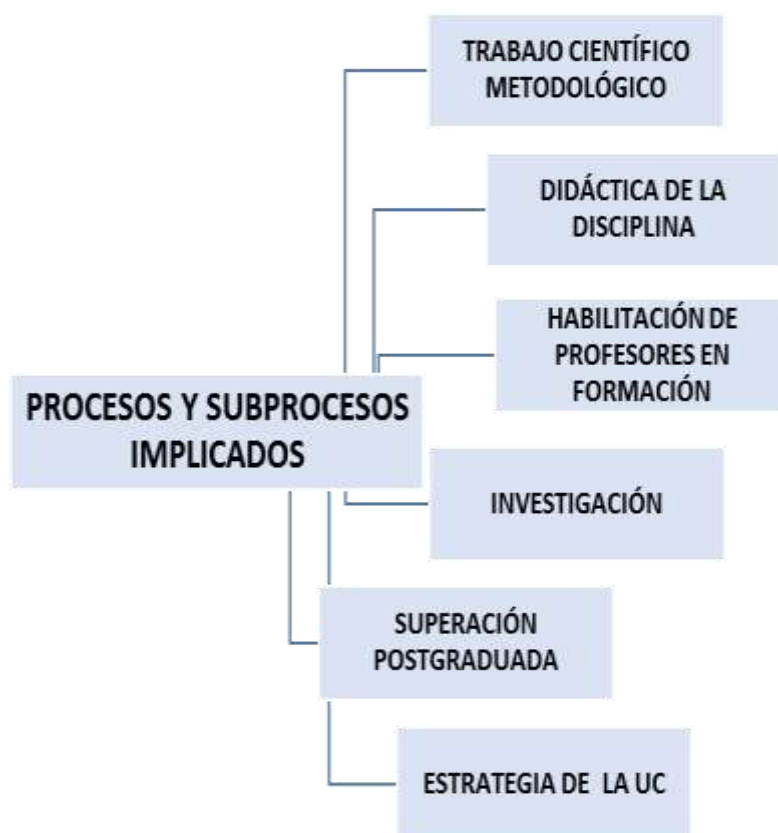 TRABAJO CIENTÍFICO
METODOLÓGICO
DIDÁCTICA DE LA
DISCIPLINA
HABILITACIÓN DE
PROFESORES EN
FORMACIÓN
PROCESOS Y SUBPROCESOS
IMPLICADOS
INVESTIGACIÓN
SUPERACIÓN
POSTGRADUADA
ESTRATEGIA DE LA UC